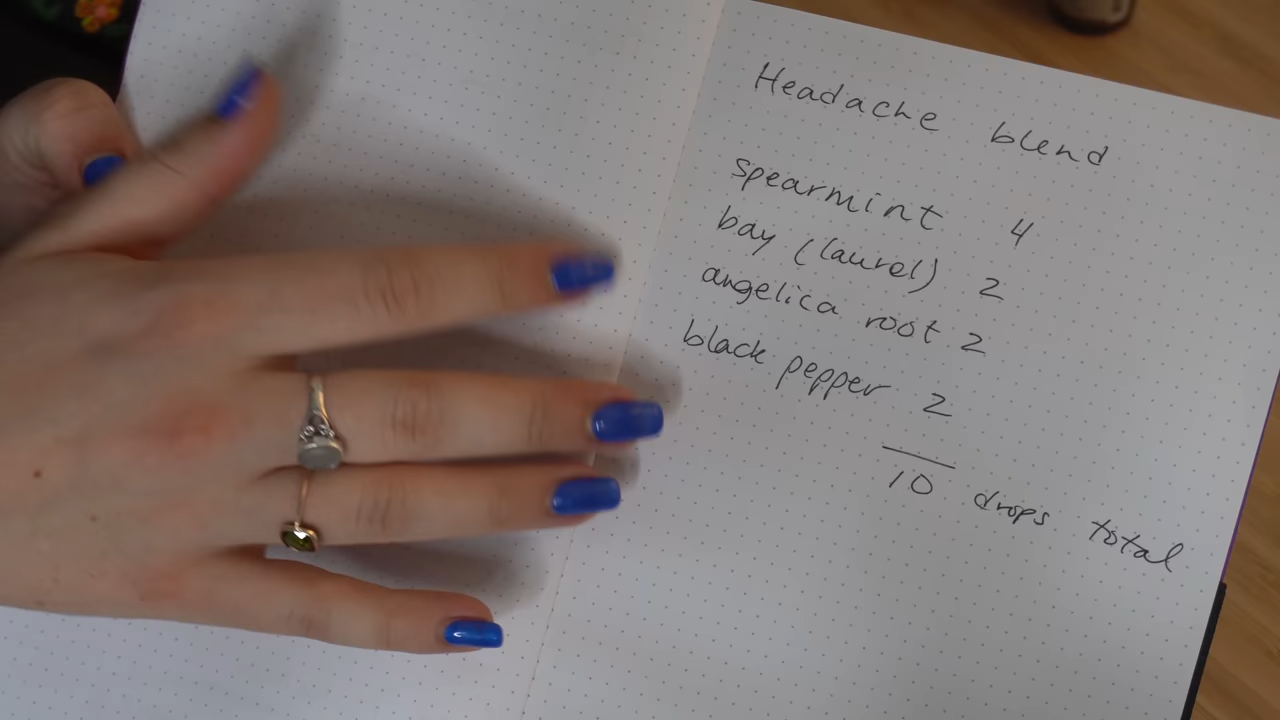 Headache blend
spearmint 4
bay (laurel) 2
angelica root 2
black pepper 2
10 drops total